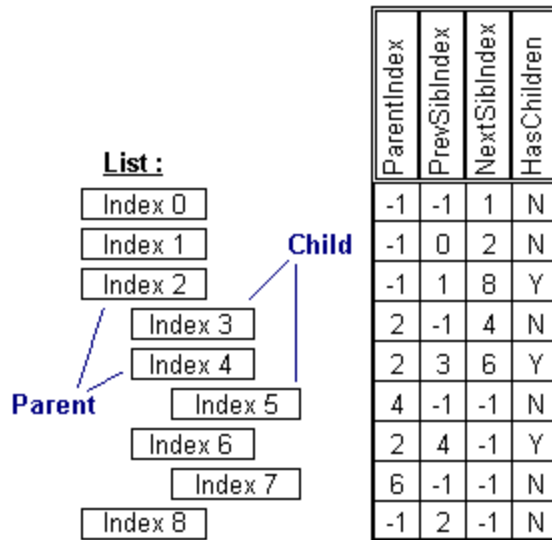 ParentIndex PrevSibIndex NextSibIndex HasChildren
List :
Index 0 -1 -1 1 N
Index 1 Child -1 0 2 N
Index 2 -1 1 8 Y
Index 3 2 -1 4 N
Index 4 2 3 6 Y
Parent Index 5 4 -1 -1 N
Index 6 2 4 -1 Y
Index 7 6 -1 -1 N
Index 8 -1 2 -1 N